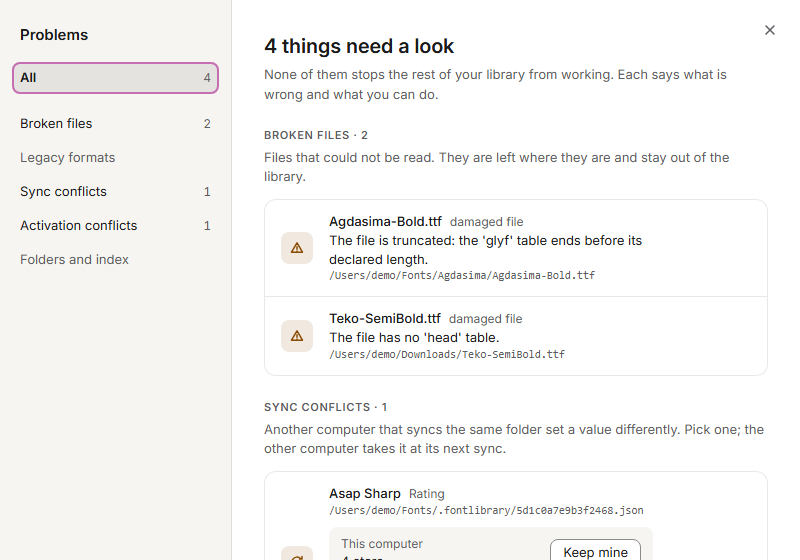 Problems
All 4
Broken files 2
Legacy formats
Sync conflicts 1
Activation conflicts 1
Folders and index
4 things need a look
None of them stops the rest of your library from working. Each says what is
wrong and what you can do.
BROKEN FILES · 2
Files that could not be read. They are left where they are and stay out of the
library.
Agdasima-Bold.ttf damaged file
The file is truncated: the 'glyf' table ends before its
declared length.
/Users/demo/Fonts/Agdasima/Agdasima-Bold.ttf
Teko-SemiBold.ttf damaged file
The file has no 'head' table.
/Users/demo/Downloads/Teko-SemiBold.ttf
SYNC CONFLICTS · 1
Another computer that syncs the same folder set a value differently. Pick one; the
other computer takes it at its next sync.
Asap Sharp Rating
/Users/demo/Fonts/.fontlibrary/5d1c0a7e9b3f2468.json
This computer
4 stars
Keep mine